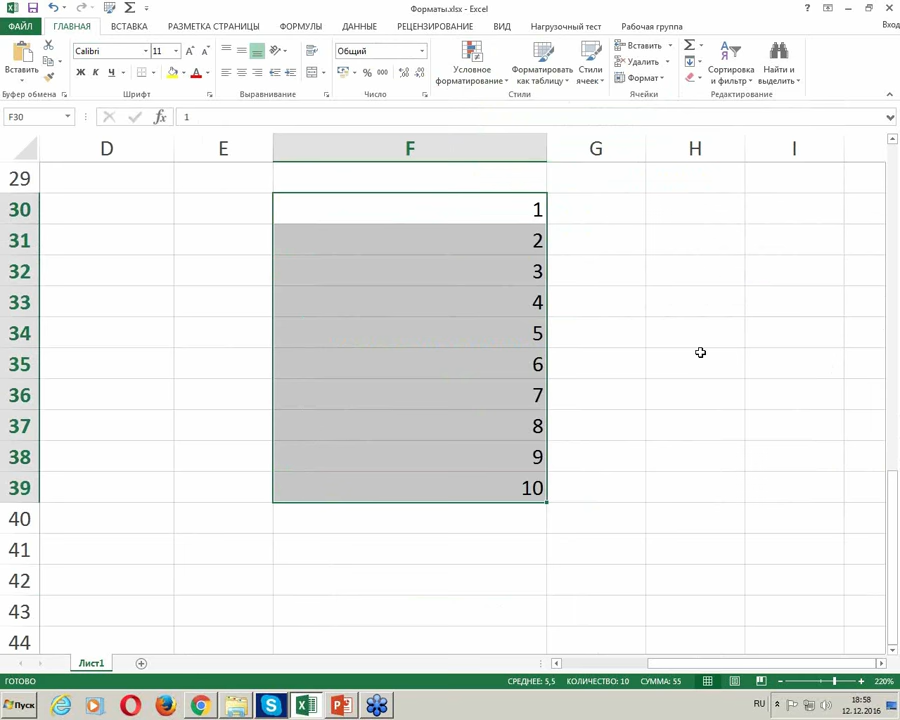 Форматы.xlsx - Excel
ФАЙЛ ГЛАВНАЯ ВСТАВКА РАЗМЕТКА СТРАНИЦЫ ФОРМУЛЫ ДАННЫЕ РЕЦЕНЗИРОВАНИЕ ВИД Нагрузочный тест Рабочая группа Вход
Вставить
Calibri 11
Ж К Ч
Общий
% 000
Условное форматирование
Форматировать как таблицу
Стили ячеек
Вставить
Удалить
Формат
Сортировка и фильтр
Найти и выделить
Буфер обмена Шрифт Выравнивание Число Стили Ячейки Редактирование
F30 fx 1
D E F G H I
29
30 1
31 2
32 3
33 4
34 5
35 6
36 7
37 8
38 9
39 10
40
41
42
43
44
Лист1
ГОТОВО СРЕДНЕЕ: 5,5 КОЛИЧЕСТВО: 10 СУММА: 55 220%
Пуск RU 18:58
12.12.2016